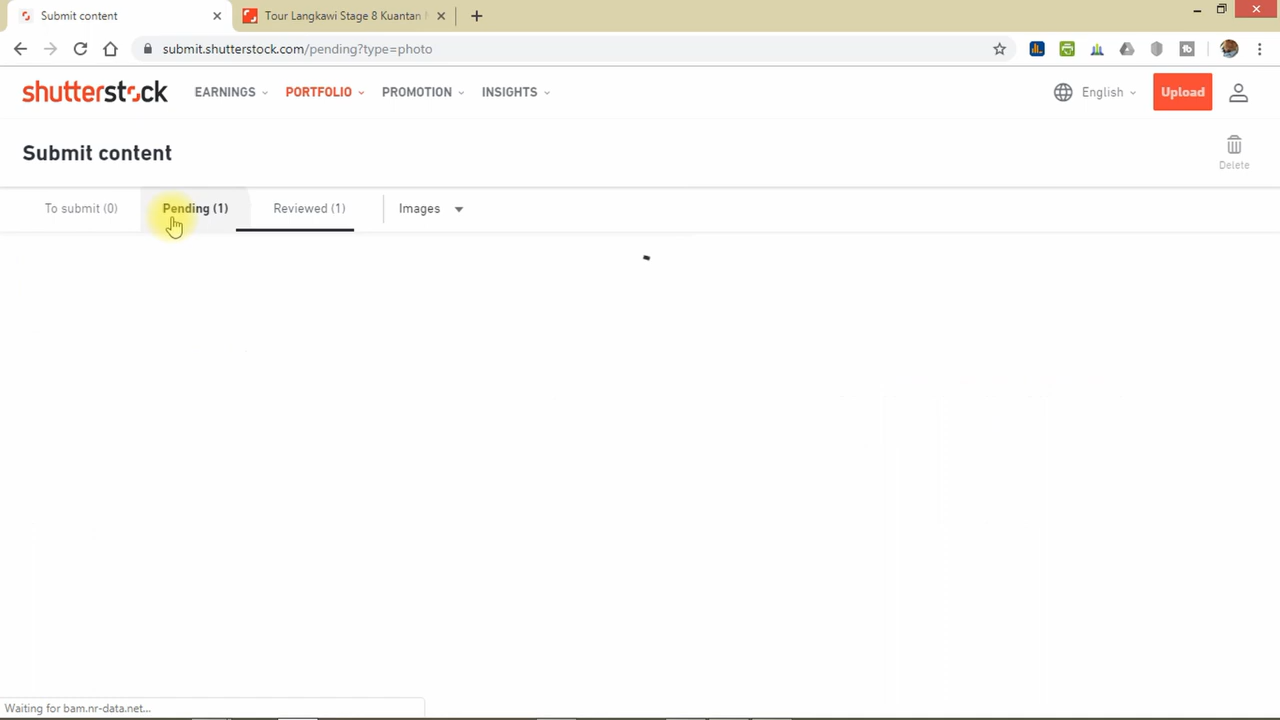 Submit content
Tour Langkawi Stage 8 Kuantan
submit.shutterstock.com/pending?type=photo
shutterstock
EARNINGS
PORTFOLIO
PROMOTION
INSIGHTS
English
Upload
Submit content
Delete
To submit (0)
Pending (1)
Reviewed (1)
Images
Waiting for bam.nr-data.net...